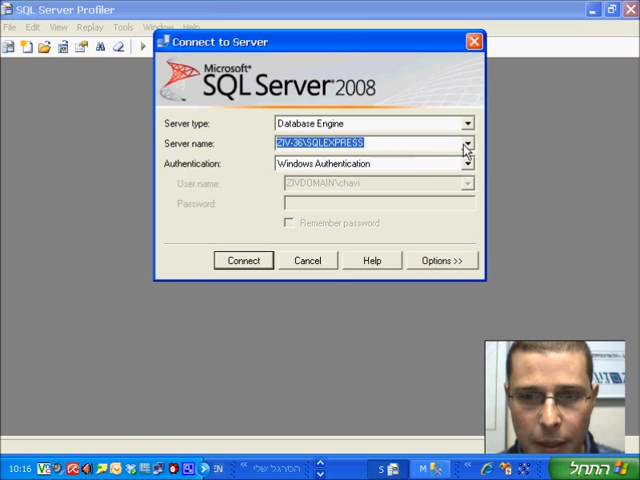 SQL Server Profiler
File Edit View Replay Tools Window Help
Connect to Server
Microsoft®
SQL Server® 2008
Server type: Database Engine
Server name: ZIV-36\SQLEXPRESS
Authentication: Windows Authentication
User name: ZIVDOMAIN\chavi
Password:
Remember password
Connect Cancel Help Options >>
10:16 EN הסרגל שלי S M התחל